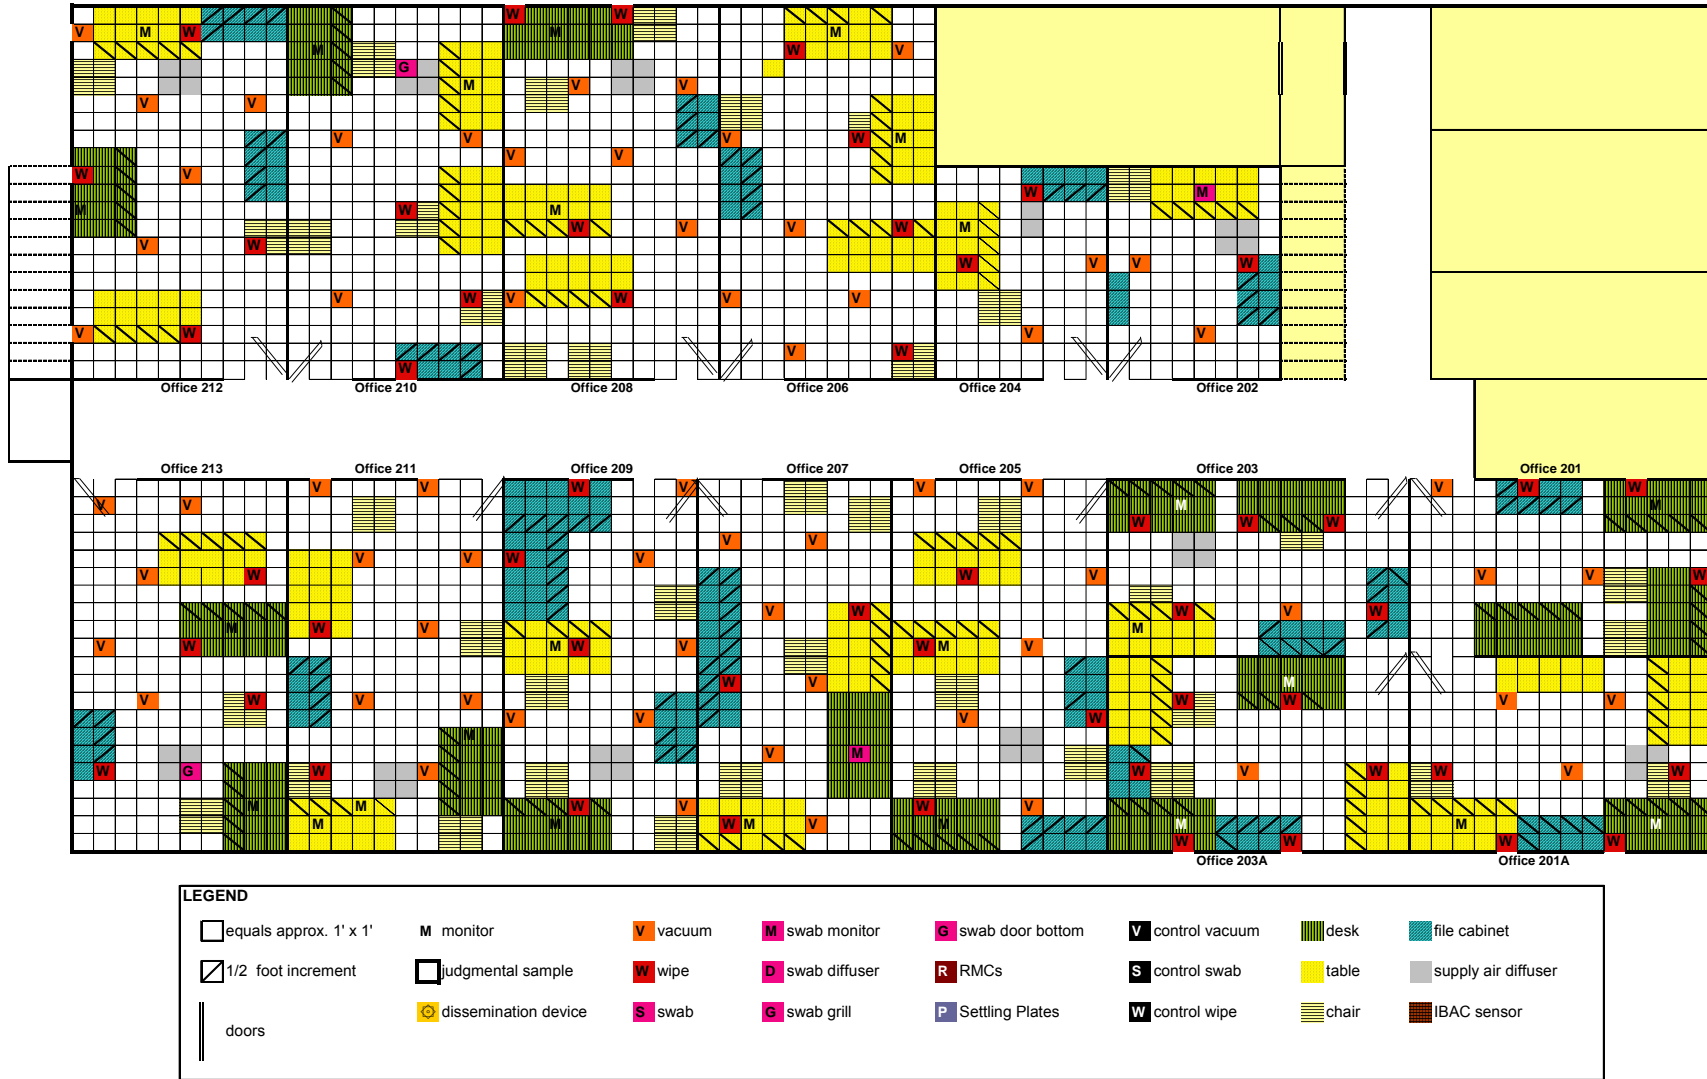 W W
V M W M M
M W V
G
M V V
V V
V V V W M
V V
W V W M
M W M
W V W V M
V W
W V V W
V W V W V V
V W V V
V W
W
Office 212 Office 210 Office 208 Office 206 Office 204 Office 202
Office 213 Office 211 Office 209 Office 207 Office 205 Office 203 Office 201
V V W V V V V W W
V V M M
W W W
V V
V V W V
V W W V V V W
V W W V W
M W V M
V W M W V W M V
W V M
V W V V W W V V
V V V W
M
V M
W G W V W V W W V W
M M W V W V
M M W M V M M M M
W W W W
Office 203A Office 201A
LEGEND
equals approx. 1' x 1' M monitor V vacuum M swab monitor G swab door bottom V control vacuum desk file cabinet
1/2 foot increment judgmental sample W wipe D swab diffuser R RMCs S control swab table supply air diffuser
doors dissemination device S swab G swab grill P Settling Plates W control wipe chair IBAC sensor